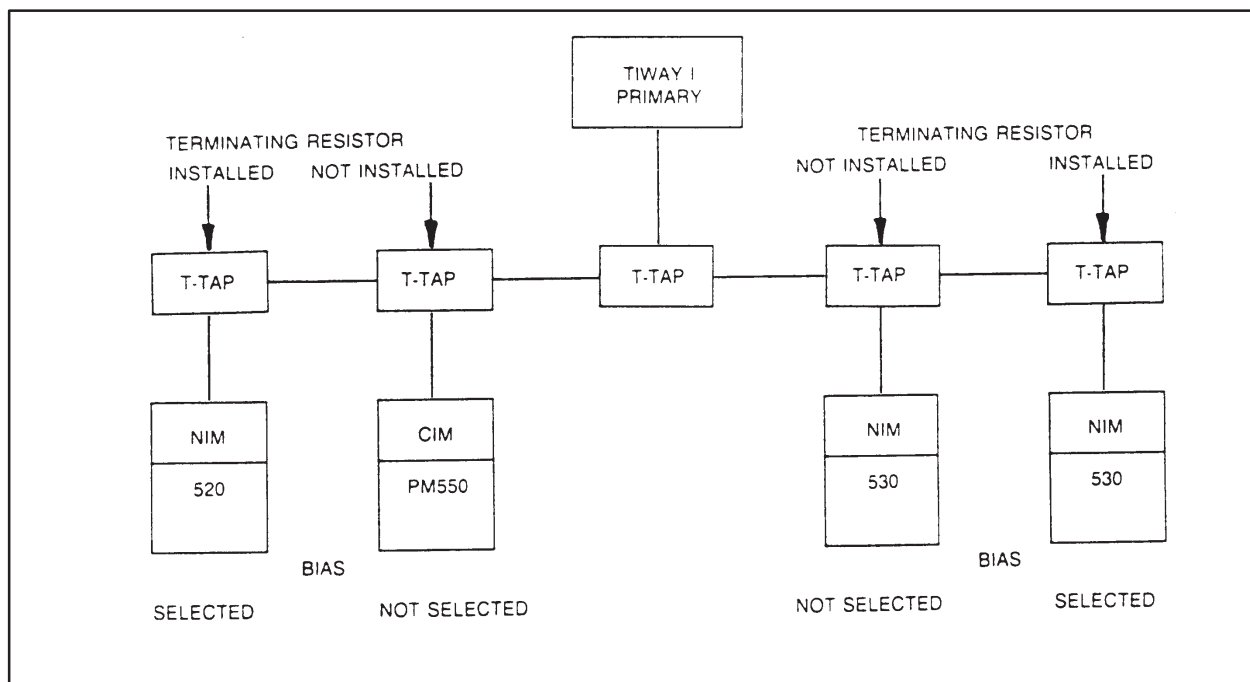 TIWAY I
PRIMARY
TERMINATING RESISTOR
INSTALLED NOT INSTALLED
TERMINATING RESISTOR
NOT INSTALLED INSTALLED
T-TAP
T-TAP
T-TAP
T-TAP
T-TAP
NIM
520
CIM
PM550
NIM
530
NIM
530
BIAS
SELECTED NOT SELECTED
BIAS
NOT SELECTED SELECTED